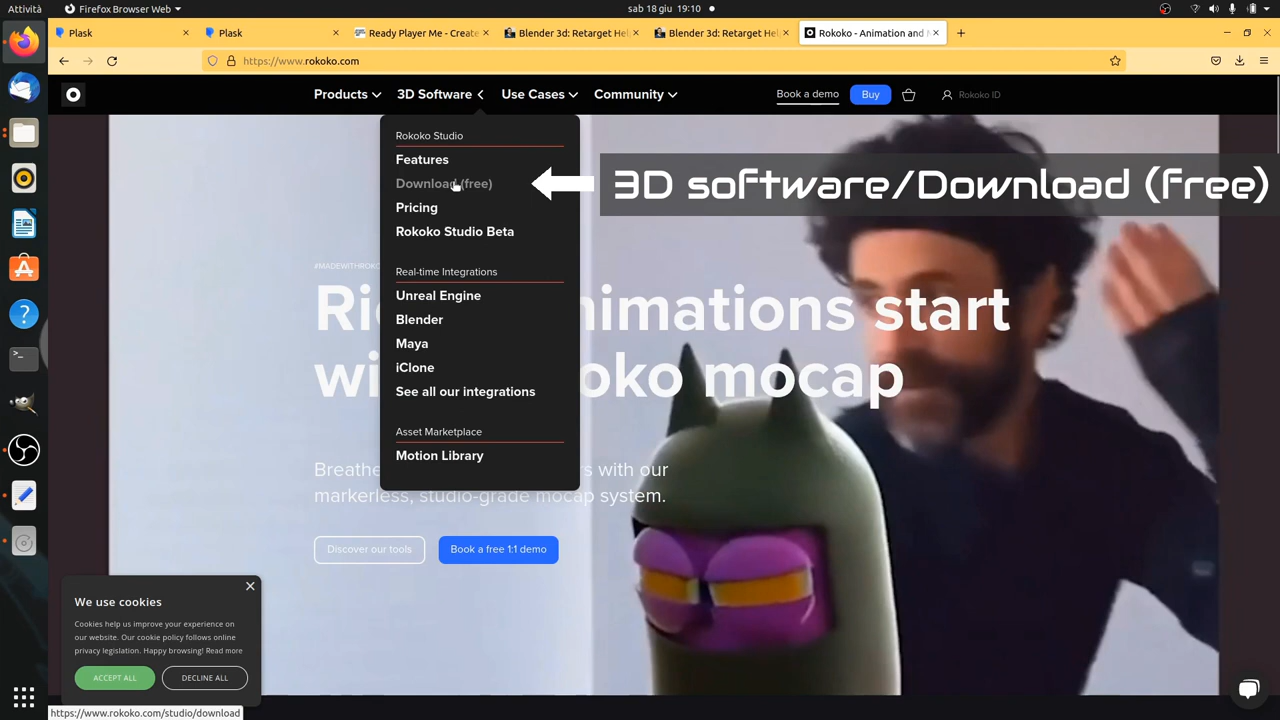 Attività
Firefox Browser Web
sab 18 giu 19:10
Plask
Plask
Ready Player Me - Create
Blender 3d: Retarget Hel
Blender 3d: Retarget Hel
Rokoko - Animation and
https://www.rokoko.com
Products
3D Software
Use Cases
Community
Book a demo
Buy
Rokoko ID
Rokoko Studio
Features
Download (free)
Pricing
Rokoko Studio Beta
Real-time Integrations
Unreal Engine
Blender
Maya
iClone
See all our integrations
Asset Marketplace
Motion Library
3D software/Download (free)
#MADEWITHROKO
Ri nimations start
wi oko mocap
Breathe s with our
markerless, studio-grade mocap system.
Discover our tools
Book a free 1:1 demo
We use cookies
Cookies help us improve your experience on
our website. Our cookie policy follows online
privacy legislation. Happy browsing! Read more
ACCEPT ALL
DECLINE ALL
https://www.rokoko.com/studio/download